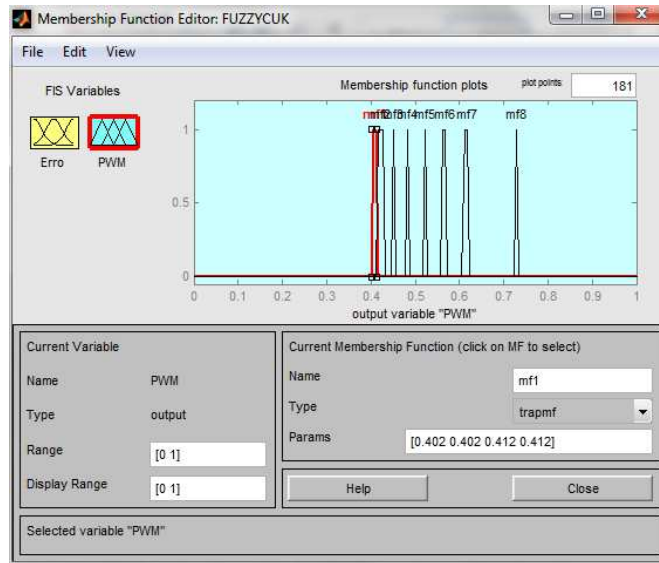 Membership Function Editor: FUZZYCUK
File Edit View
FIS Variables
Erro PWM
Membership function plots
plot points:
181
mf1 mf2 mf3 mf4 mf5 mf6 mf7 mf8
1
0.5
0
0 0.1 0.2 0.3 0.4 0.5 0.6 0.7 0.8 0.9 1
output variable "PWM"
Current Variable
Name PWM
Type output
Range [0 1]
Display Range [0 1]
Current Membership Function (click on MF to select)
Name mf1
Type trapmf
Params [0.402 0.402 0.412 0.412]
Help Close
Selected variable "PWM"